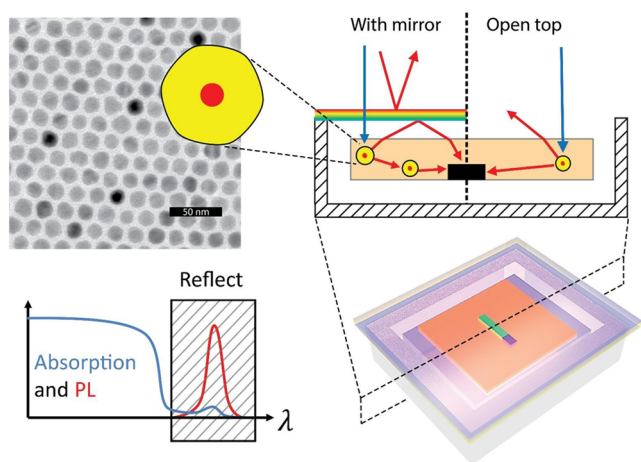 With mirror
Open top
50 nm
Reflect
Absorption
and PL
λ